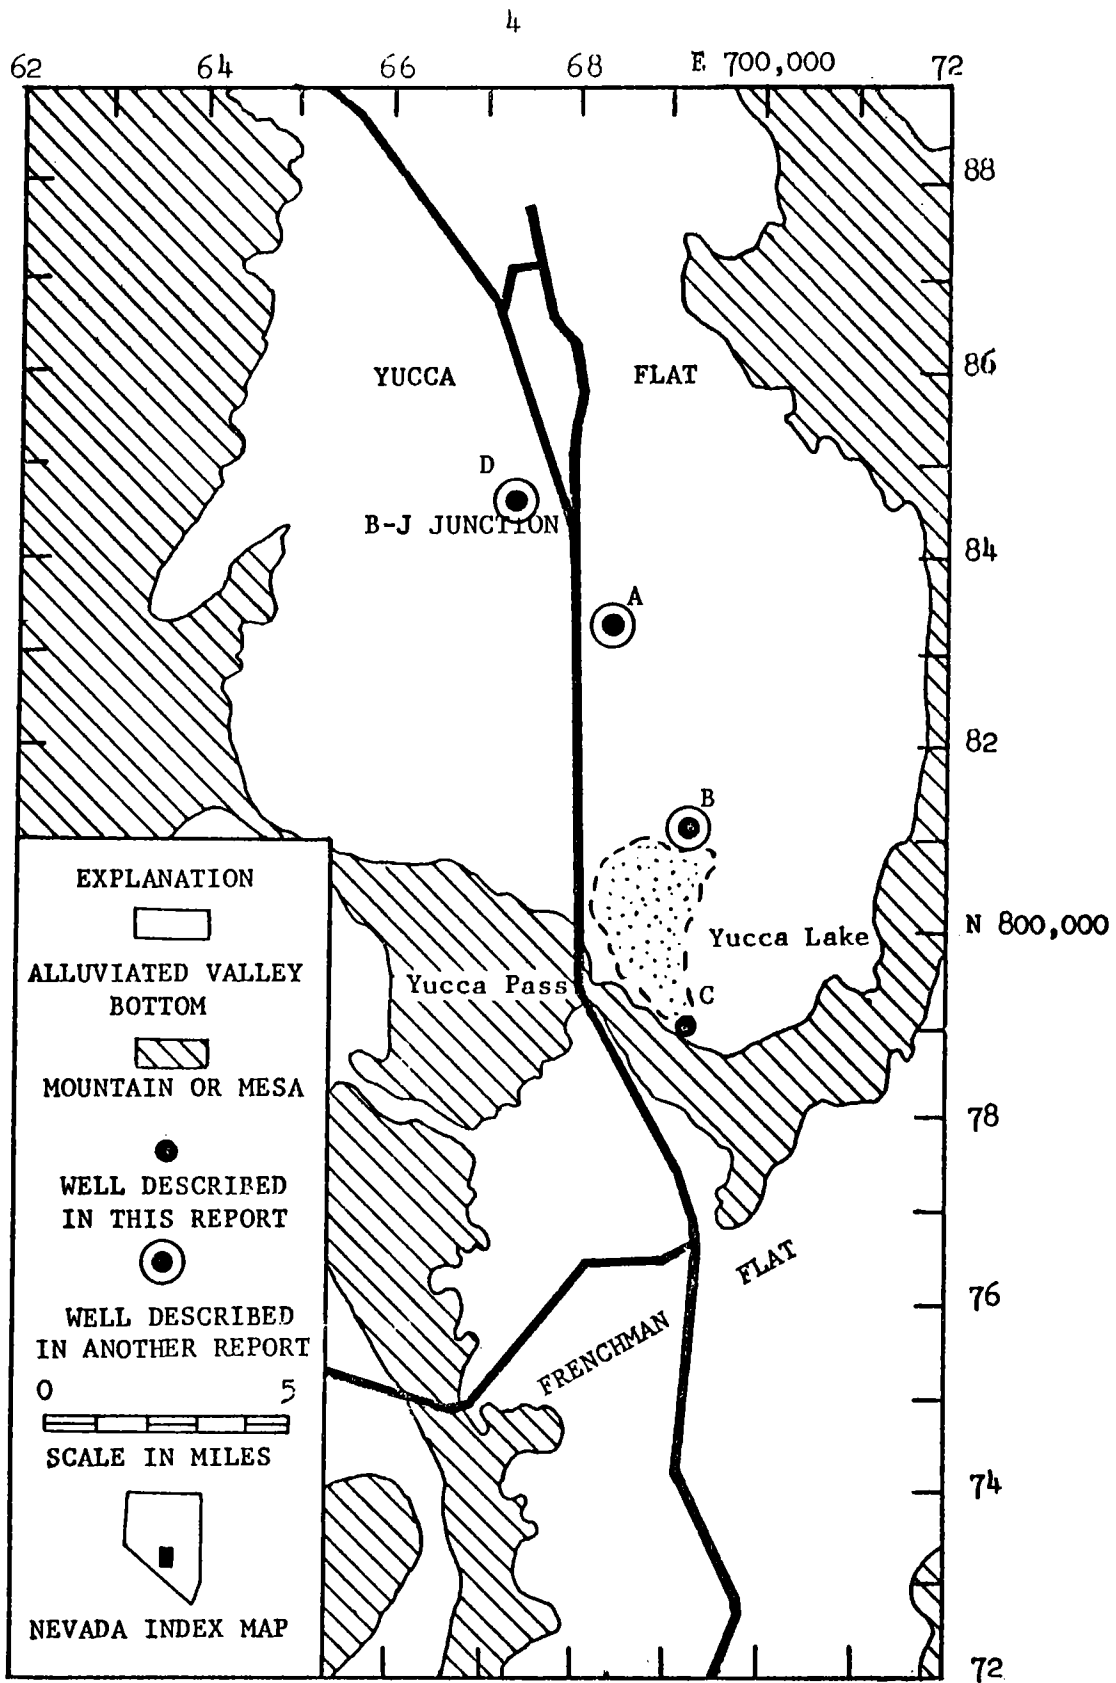 4
62 64 66 68 E 700,000 72
88
YUCCA FLAT
86
D
B-J JUNCTION
84
A
82
B
N 800,000
Yucca Lake
Yucca Pass
C
78
FLAT
76
FRENCHMAN
74
72
EXPLANATION
ALLUVIATED VALLEY
BOTTOM
MOUNTAIN OR MESA
WELL DESCRIBED
IN THIS REPORT
WELL DESCRIBED
IN ANOTHER REPORT
0 5
SCALE IN MILES
NEVADA INDEX MAP